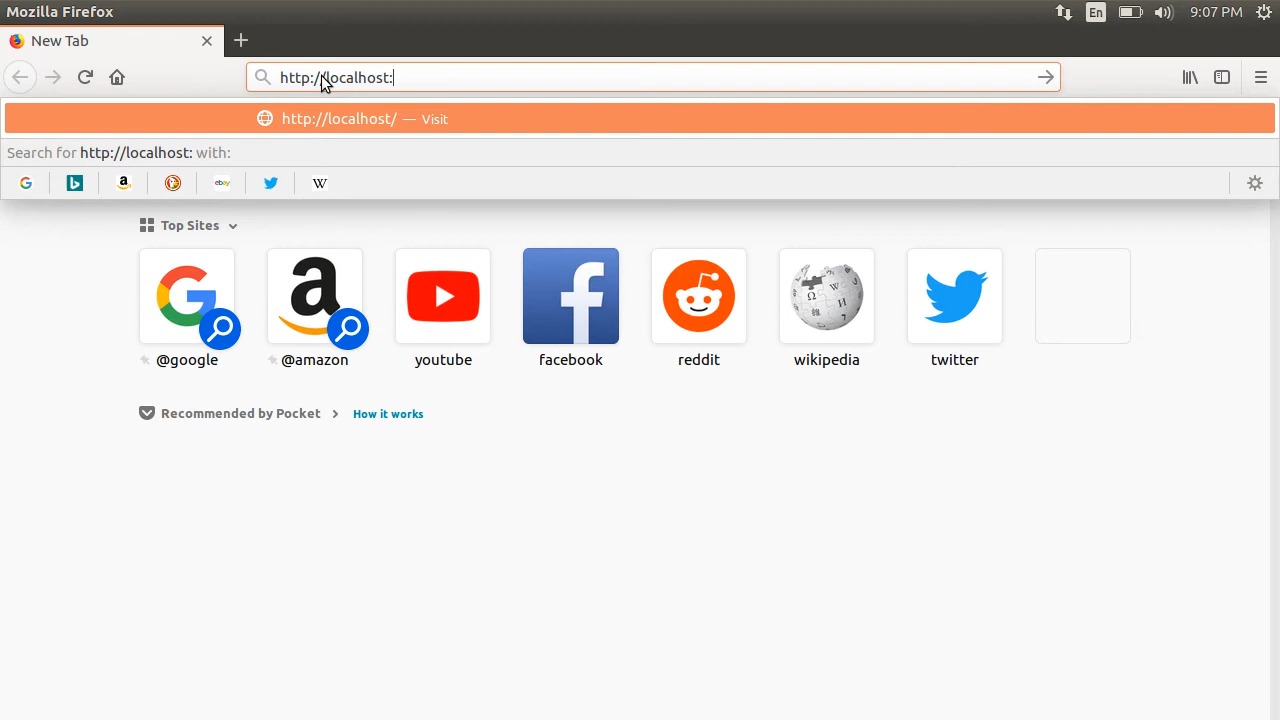 Mozilla Firefox
En
9:07 PM
New Tab
http://localhost:
http://localhost/ — Visit
Search for http://localhost: with:
ebay
W
Top Sites
@google
@amazon
youtube
facebook
reddit
wikipedia
twitter
Recommended by Pocket
How it works